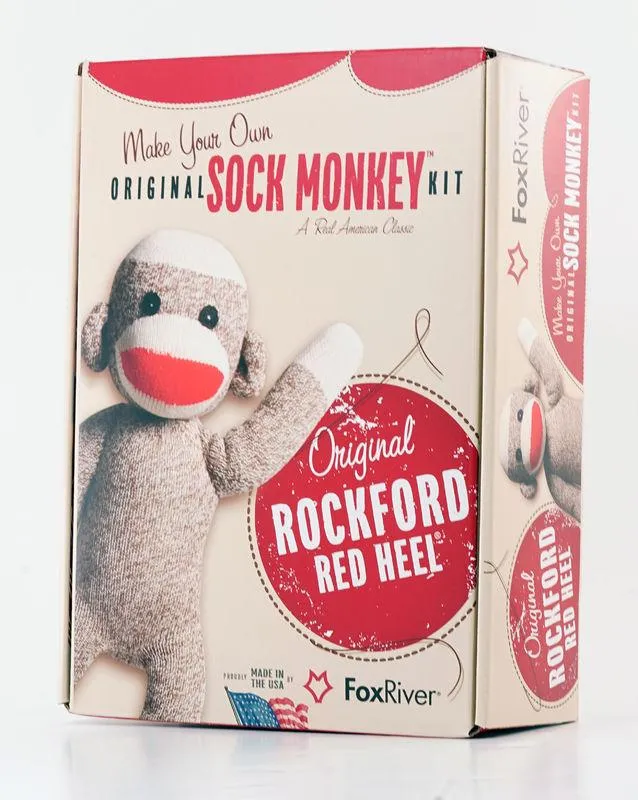 Make Your Own
ORIGINAL SOCK MONKEY™ KIT
A Real American Classic
Original
ROCKFORD
RED HEEL®
PROUDLY MADE IN THE USA BY
FoxRiver®
FoxRiver®
Make Your Own
ORIGINAL SOCK MONKEY KIT
Original
ROCKFORD
RED HEEL